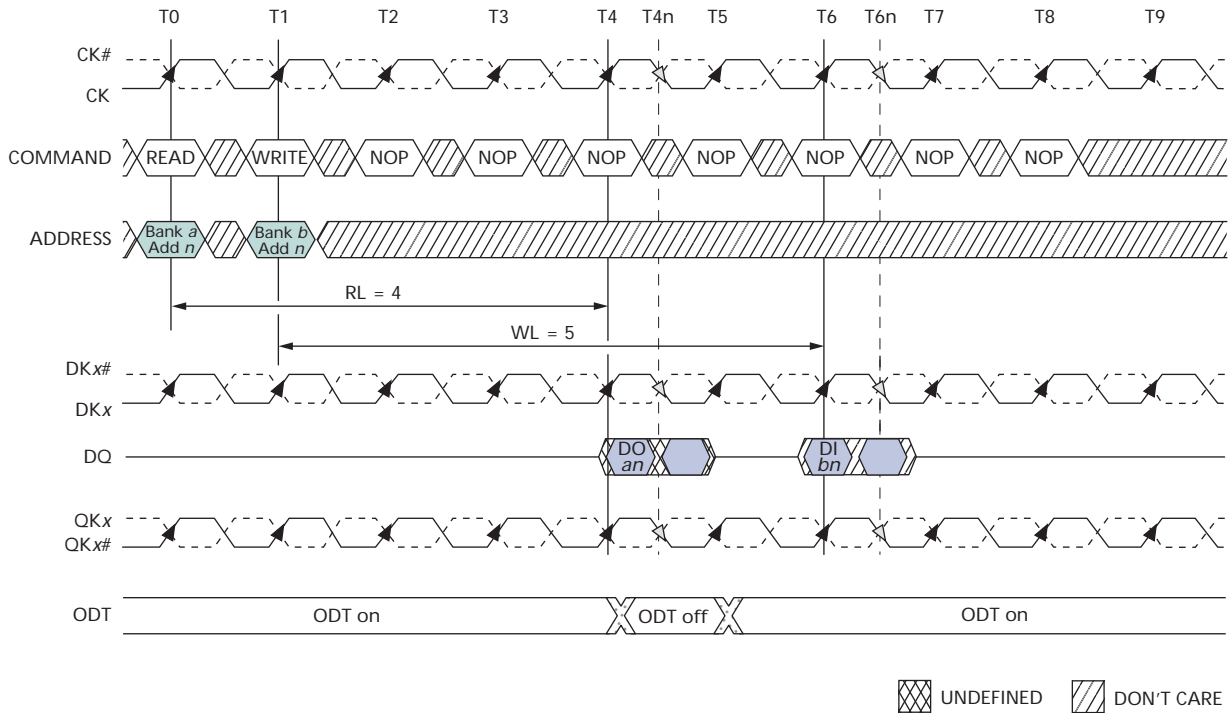 T0 T1 T2 T3 T4 T4n T5 T6 T6n T7 T8 T9
CK#
CK
COMMAND READ WRITE NOP NOP NOP NOP NOP NOP NOP
ADDRESS Bank a Bank b
Add n Add n
RL = 4
WL = 5
DKx#
DKx
DQ DO DI
an bn
QKx
QKx#
ODT ODT on ODT off ODT on
UNDEFINED DON'T CARE